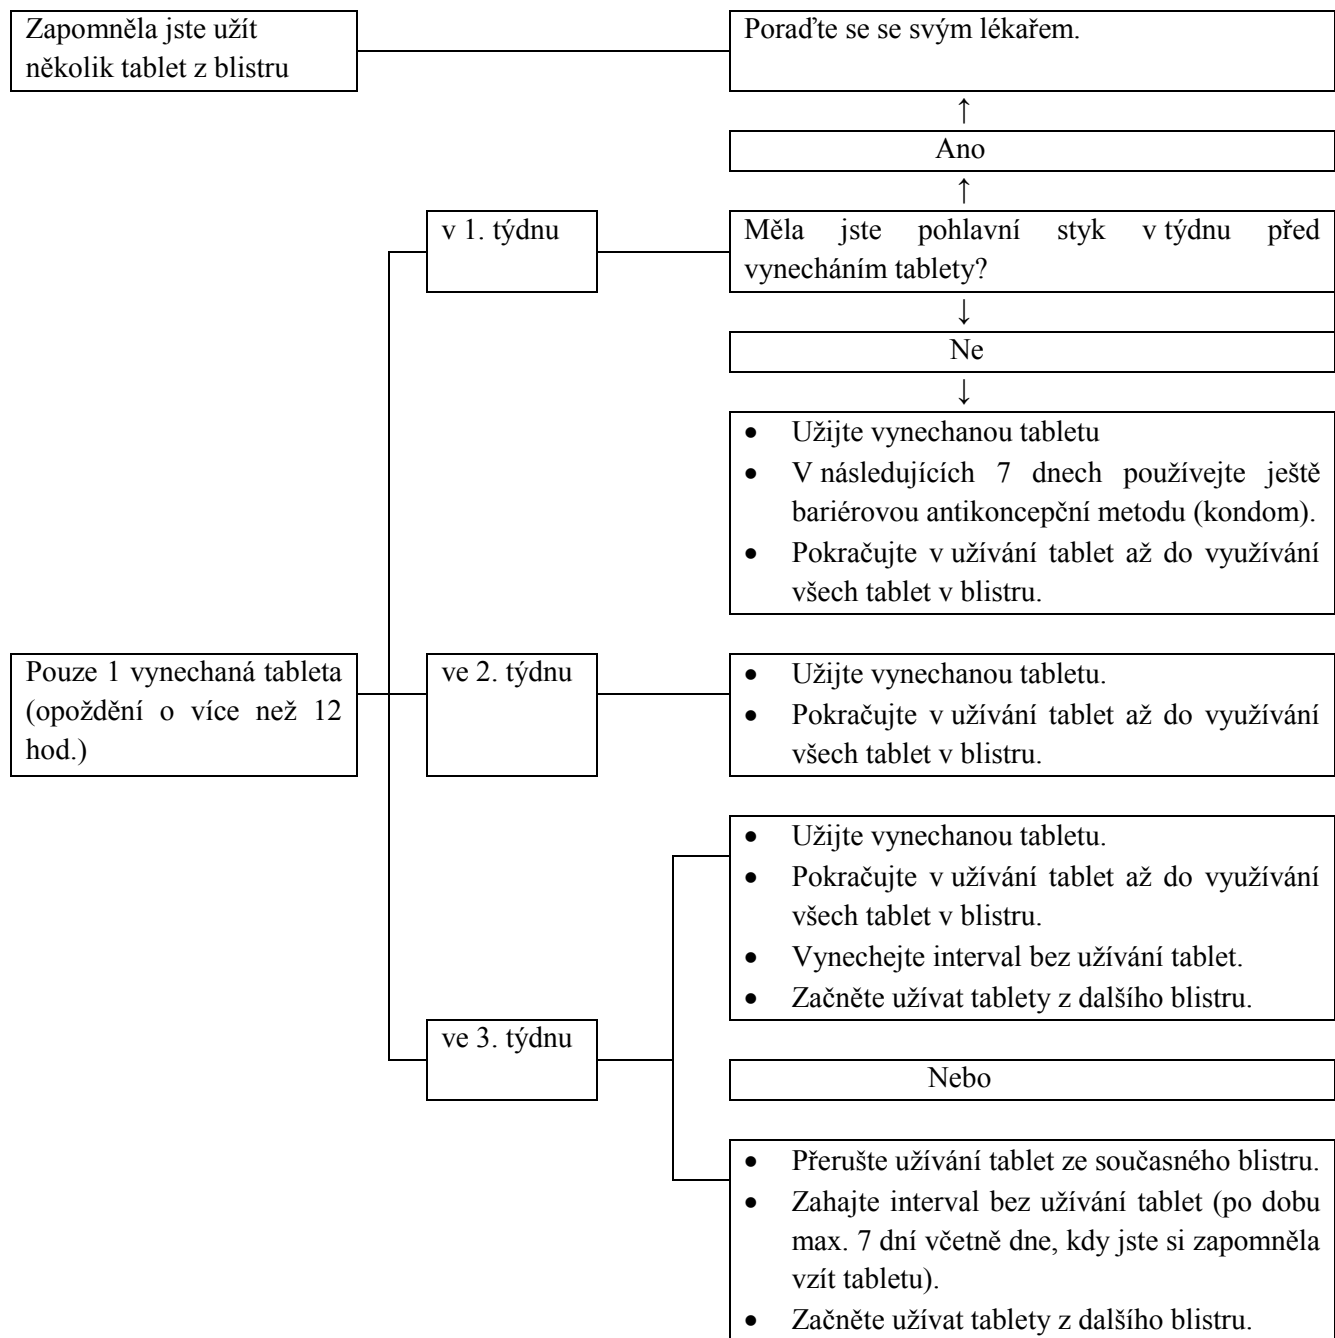 Zapomněla jste užít
několik tablet z blistru
Poraďte se se svým lékařem.
↑
Ano
↑
v 1. týdnu
Měla jste pohlavní styk v týdnu před
vynecháním tablety?
↓
Ne
↓
• Užijte vynechanou tabletu
• V následujících 7 dnech používejte ještě
bariérovou antikoncepční metodu (kondom).
• Pokračujte v užívání tablet až do využívání
všech tablet v blistru.
Pouze 1 vynechaná tableta
(opoždění o více než 12
hod.)
ve 2. týdnu
• Užijte vynechanou tabletu.
• Pokračujte v užívání tablet až do využívání
všech tablet v blistru.
ve 3. týdnu
• Užijte vynechanou tabletu.
• Pokračujte v užívání tablet až do využívání
všech tablet v blistru.
• Vynechejte interval bez užívání tablet.
• Začněte užívat tablety z dalšího blistru.
Nebo
• Přerušte užívání tablet ze současného blistru.
• Zahajte interval bez užívání tablet (po dobu
max. 7 dní včetně dne, kdy jste si zapomněla
vzít tabletu).
• Začněte užívat tablety z dalšího blistru.